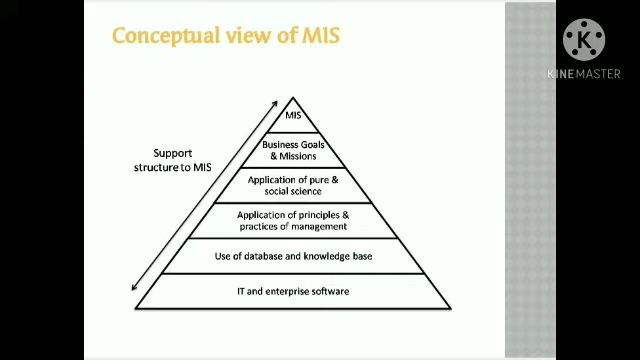 Conceptual view of MIS
K
KINEMASTER
MIS
Business Goals
& Missions
Support
structure to MIS
Application of pure &
social science
Application of principles &
practices of management
Use of database and knowledge base
IT and enterprise software